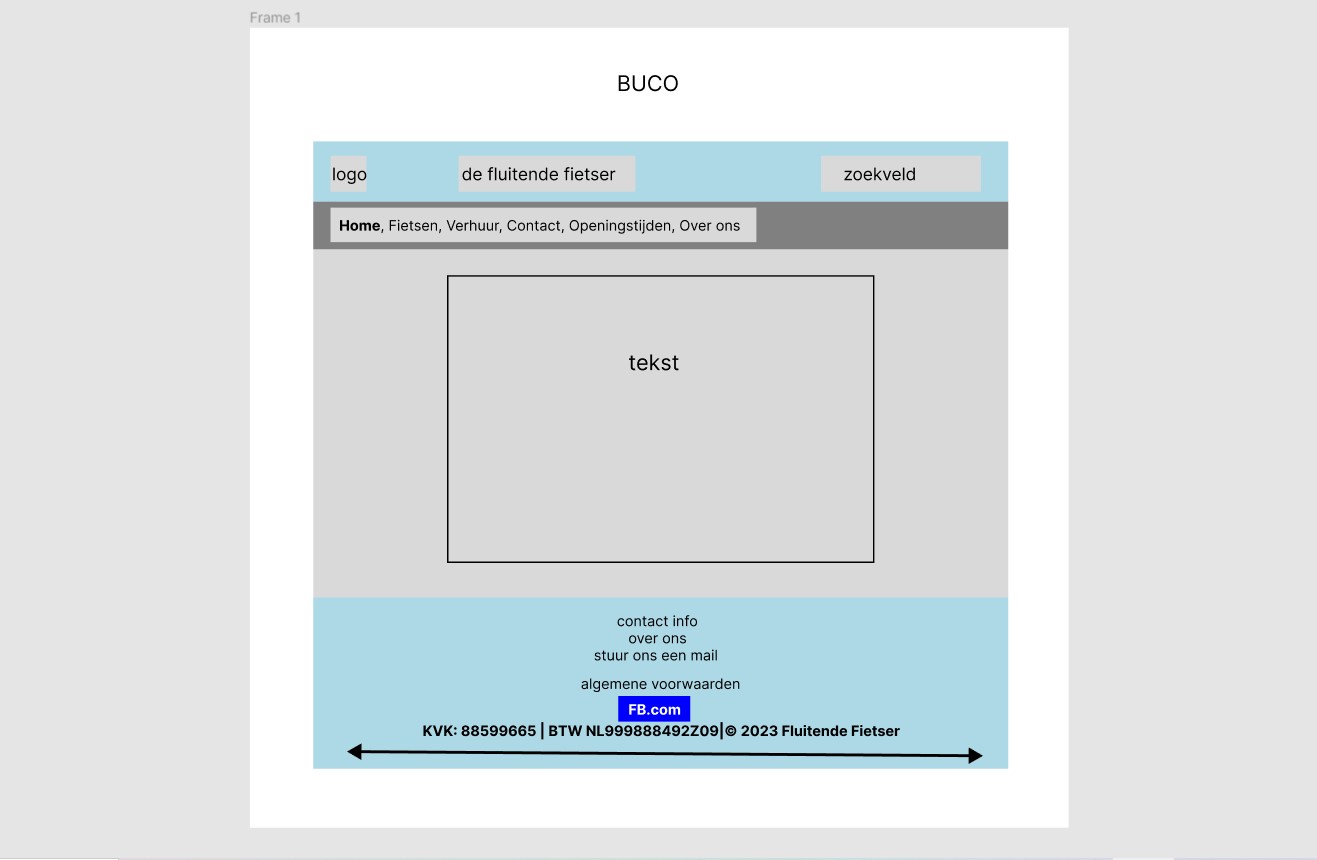 Frame 1
BUCO
logo
de fluitende fietser
zoekveld
Home, Fietsen, Verhuur, Contact, Openingstijden, Over ons
tekst
contact info
over ons
stuur ons een mail
algemene voorwaarden
FB.com
KVK: 88599665 | BTW NL999888492Z09|© 2023 Fluitende Fietser